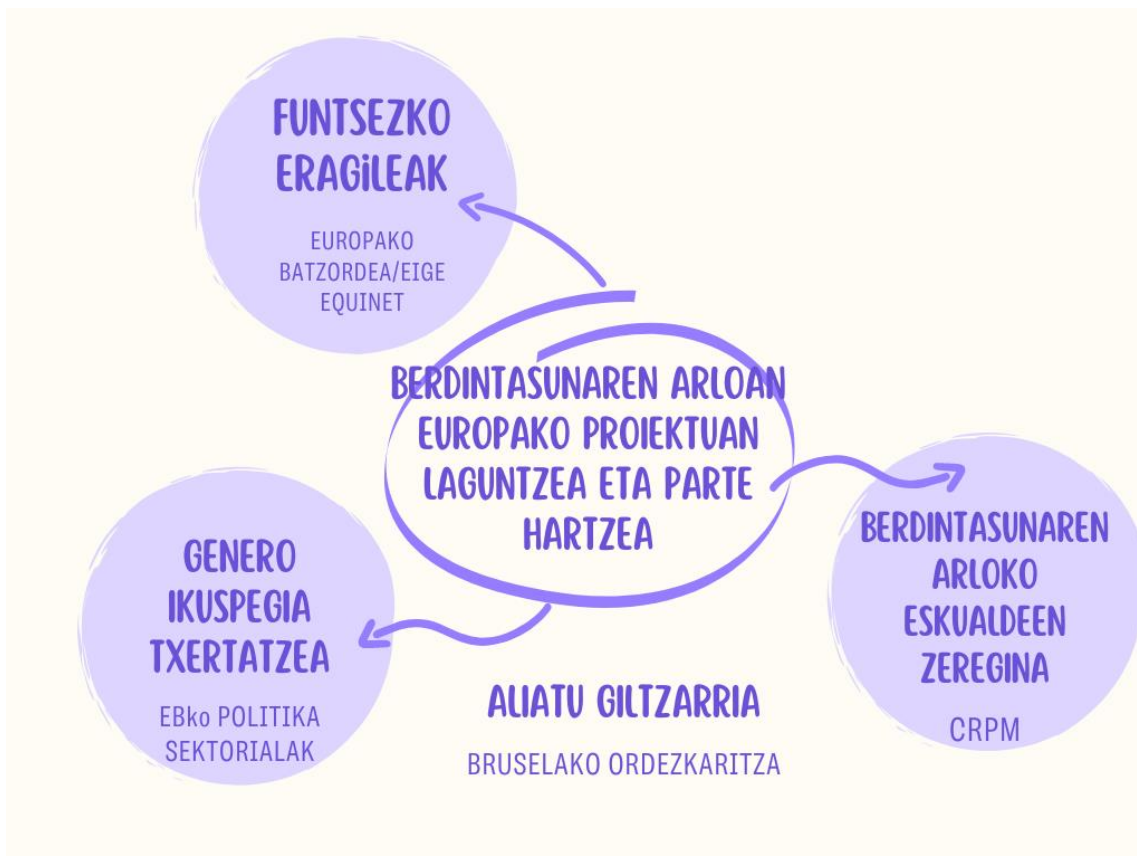 FUNTSEZKO
ERAGiLEAK
EUROPAKO
BATZORDEA/EIGE
EQUINET
BERDINTASUNAREN ARLOAN
EUROPAKO PROIEKTUAN
LAGUNTZEA ETA PARTE
HARTZEA
GENERO
IKUSPEGIA
TXERTATZEA
EBko POLITIKA
SEKTORIALAK
BERDINTASUNAREN
ARLOKO
ESKUALDEEN
ZEREGINA
CRPM
ALIATU GILTZARRIA
BRUSELAKO ORDEZKARITZA